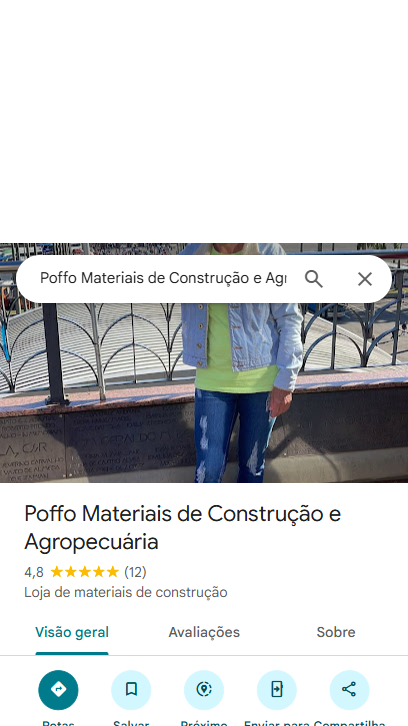 Poffo Materiais de Construção e Agr
Poffo Materiais de Construção e
Agropecuária
4,8 (12)
Loja de materiais de construção
Visão geral
Avaliações
Sobre
Rotas
Salvar
Próximo
Enviar para
Compartilha